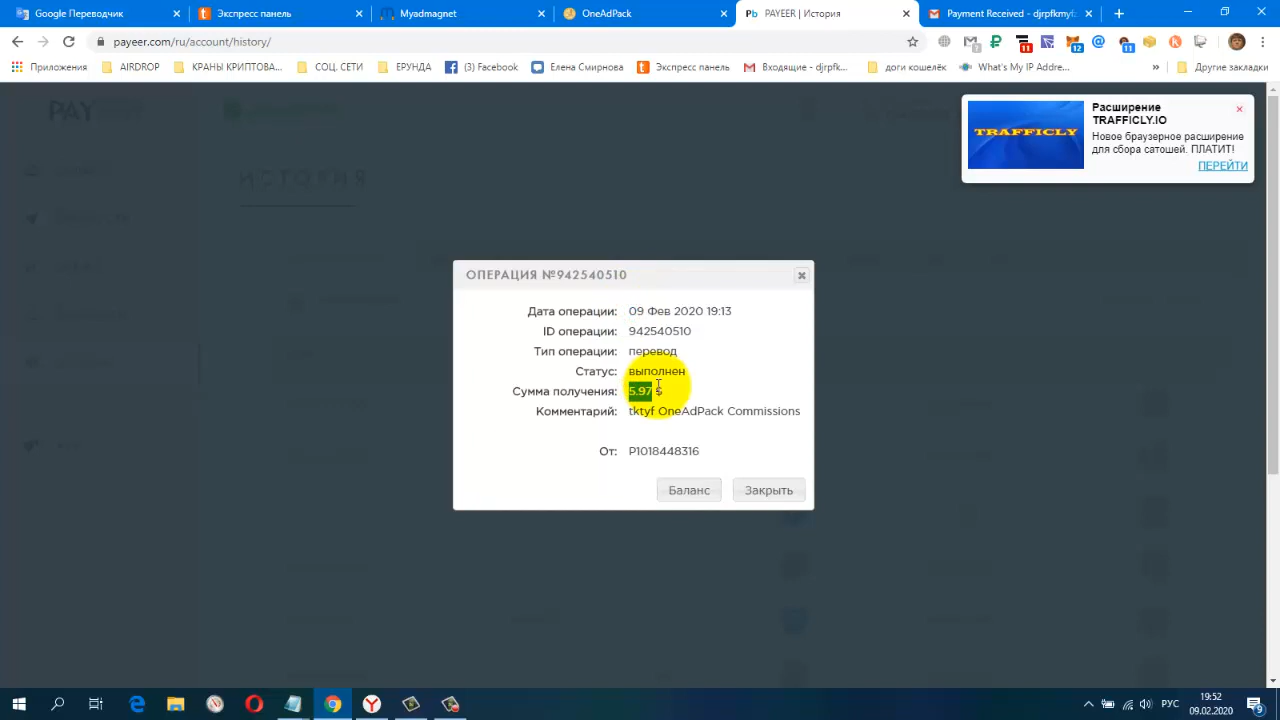 Google Переводчик
Экспресс панель
Myadmagnet
OneAdPack
PAYEER | История
Payment Received - djrpfkmyf
payeer.com/ru/account/history/
Приложения
AIRDROP
КРАНЫ КРИПТОВА...
СОЦ. СЕТИ
ЕРУНДА
(3) Facebook
Елена Смирнова
Экспресс панель
Входящие - djrpfk...
доги кошелёк
What's My IP Addre...
»
Другие закладки
PAY
ИСТОРИЯ
Расширение
TRAFFICLY.IO
TRAFFICLY
Новое браузерное расширение
для сбора сатошей. ПЛАТИТ!
ПЕРЕЙТИ
ОПЕРАЦИЯ №942540510
Дата операции: 09 Фев 2020 19:13
ID операции: 942540510
Тип операции: перевод
Статус: выполнен
Сумма получения: 5.97 $
Комментарий: tktyf OneAdPack Commissions
От: P1018448316
Баланс
Закрыть
РУС
19:52
09.02.2020